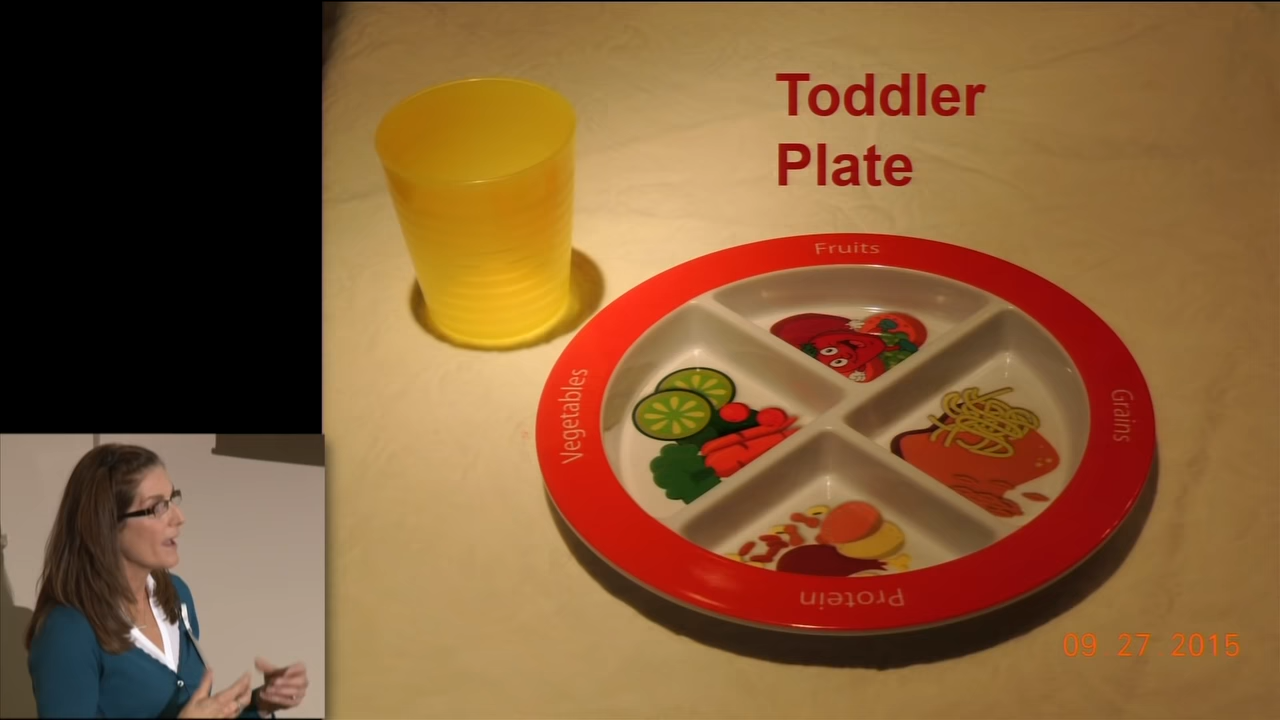 Toddler
Plate
Fruits
Vegetables
Grains
Protein
09 27 2015